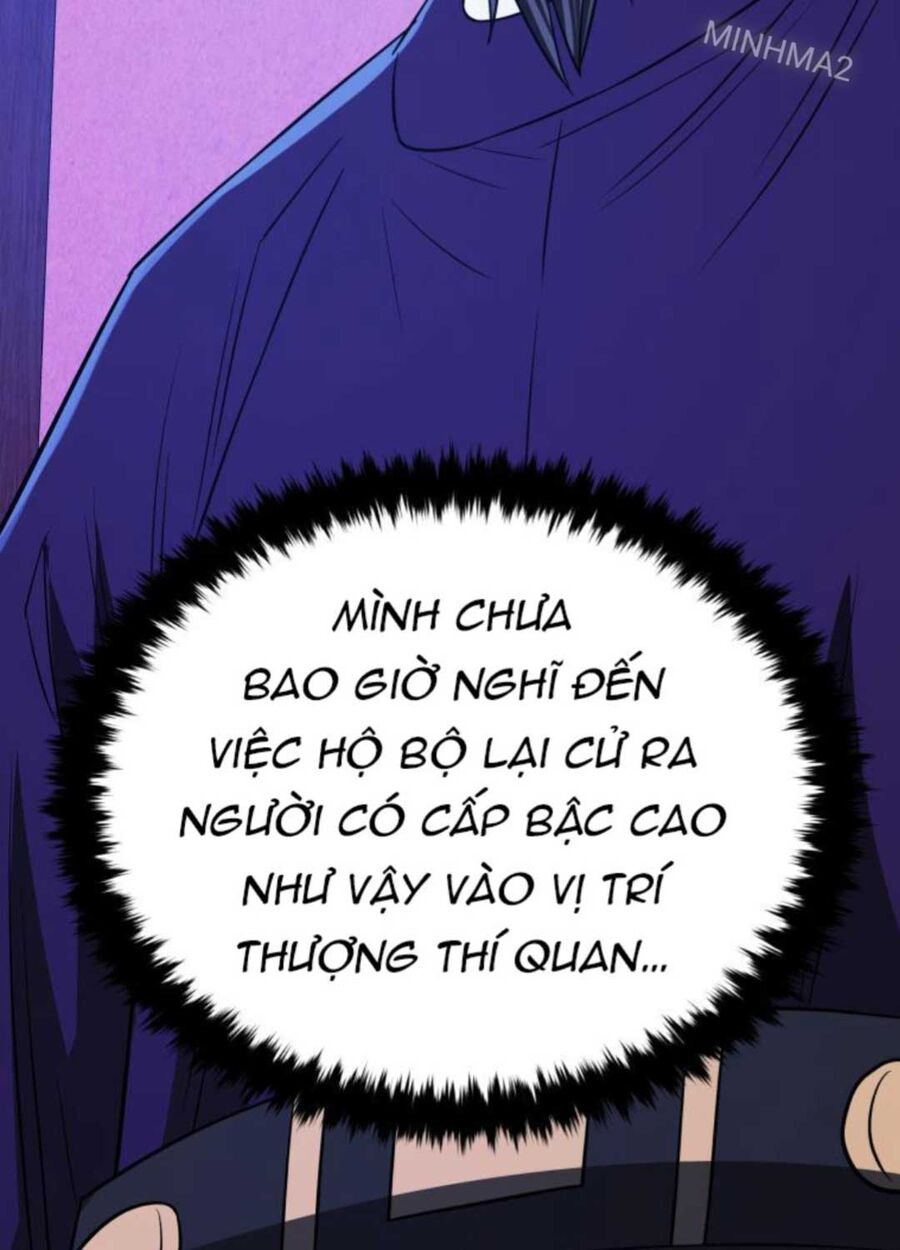 MINHMA2
MÌNH CHƯA
BAO GIỜ NGHĨ ĐẾN
VIỆC HỘ BỘ LẠI CỬ RA
NGƯỜI CÓ CẤP BẬC CAO
NHƯ VẬY VÀO VỊ TRÍ
THƯỢNG THÍ QUAN...